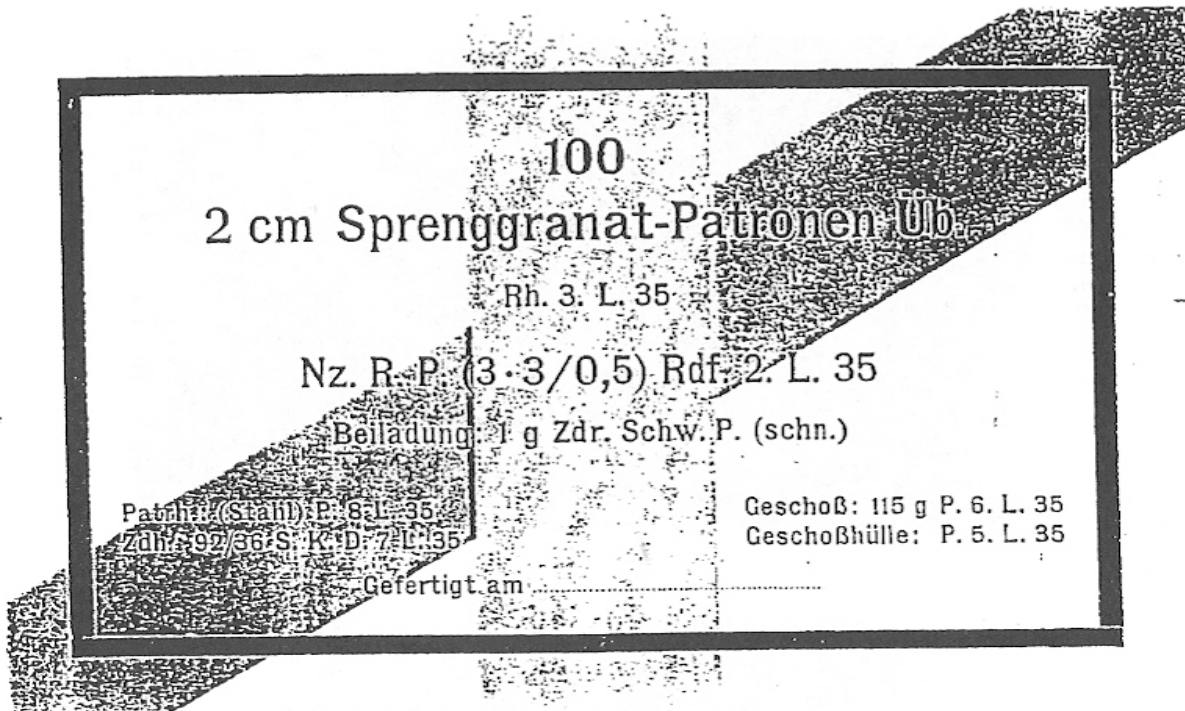 100
2 cm Sprenggranat-Patronen Üb.
Rh. 3. L. 35
Nz. R. P. (3·3/0,5) Rdf. 2. L. 35
Beiladung: 1 g Zdr. Schw. P. (schn.)
Patrh.: (Stahl) P. 8. L. 35
Zdh.: 92/36 S. K. D. 7. L. 35
Geschoß: 115 g P. 6. L. 35
Geschoßhülle: P. 5. L. 35
Gefertigt am